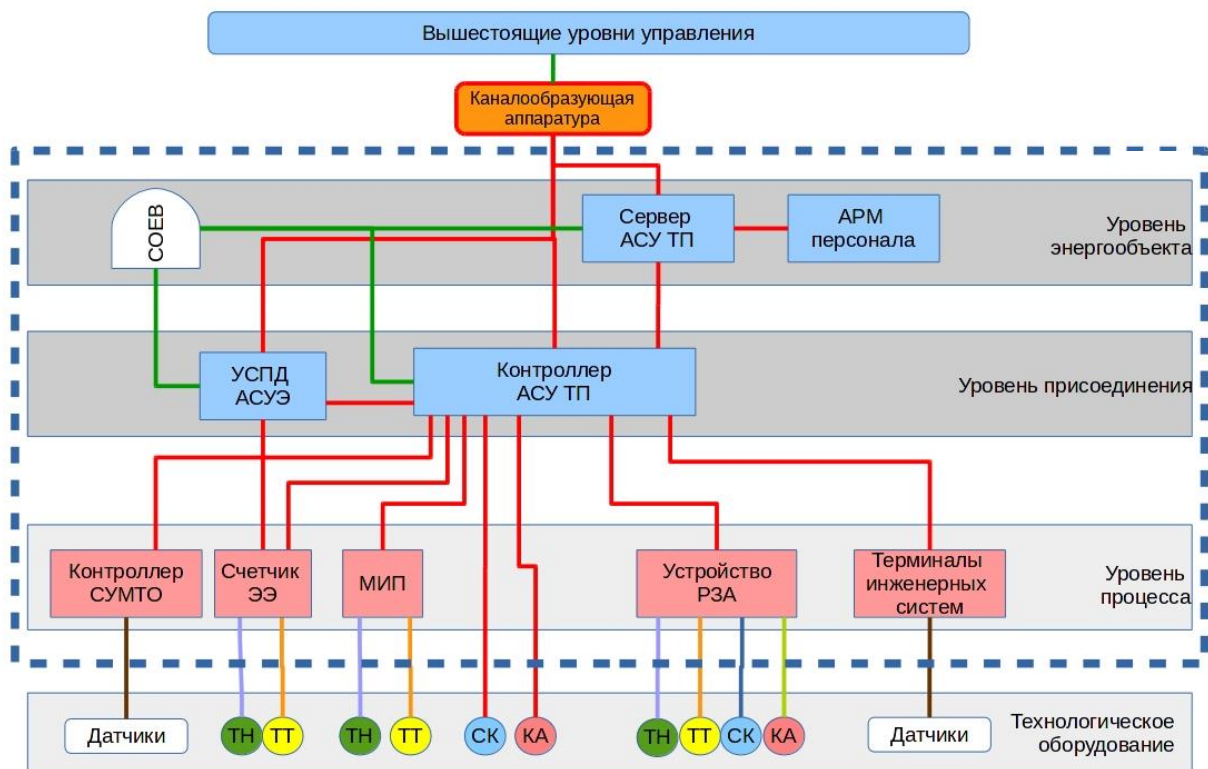 Вышестоящие уровни управления
Каналообразующая
аппаратура
СОЕВ
Сервер
АСУ ТП
АРМ
персонала
Уровень
энергообъекта
УСПД
АСУЭ
Контроллер
АСУ ТП
Уровень присоединения
Контроллер
СУМТО
Счетчик
ЭЭ
МИП
Устройство
РЗА
Терминалы
инженерных
систем
Уровень
процесса
Датчики
ТН
ТТ
ТН
ТТ
СК
КА
ТН
ТТ
СК
КА
Датчики
Технологическое
оборудование